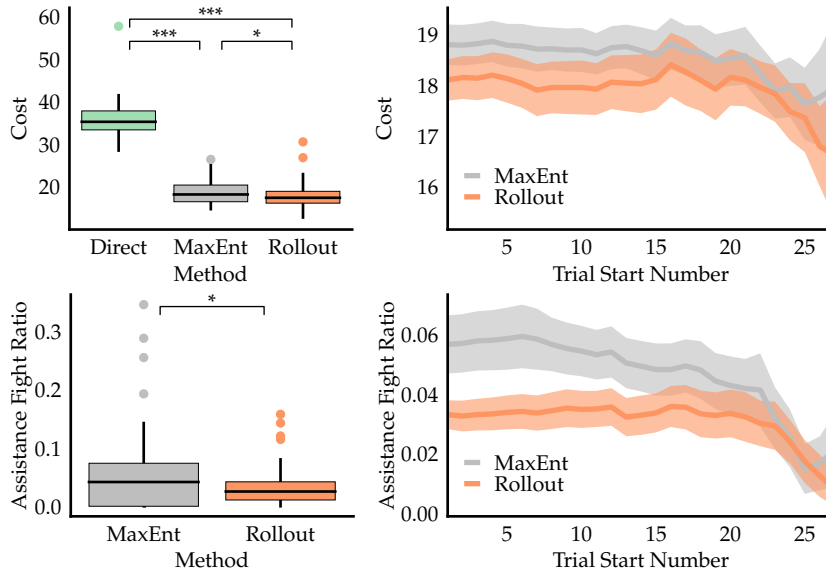 60
50
40
30
20
Cost
***
***
*
Direct MaxEnt Rollout
Method
19
18
17
16
Cost
MaxEnt
Rollout
5 10 15 20 25
Trial Start Number
0.3
0.2
0.1
0.0
Assistance Fight Ratio
*
MaxEnt Rollout
Method
0.06
0.04
0.02
0.00
Assistance Fight Ratio
MaxEnt
Rollout
5 10 15 20 25
Trial Start Number